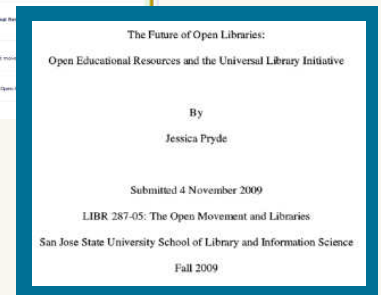 The Future of Open Libraries:
Open Educational Resources and the Universal Library Initiative
By
Jessica Pryde
Submitted 4 November 2009
LIBR 287-05: The Open Movement and Libraries
San Jose State University School of Library and Information Science
Fall 2009